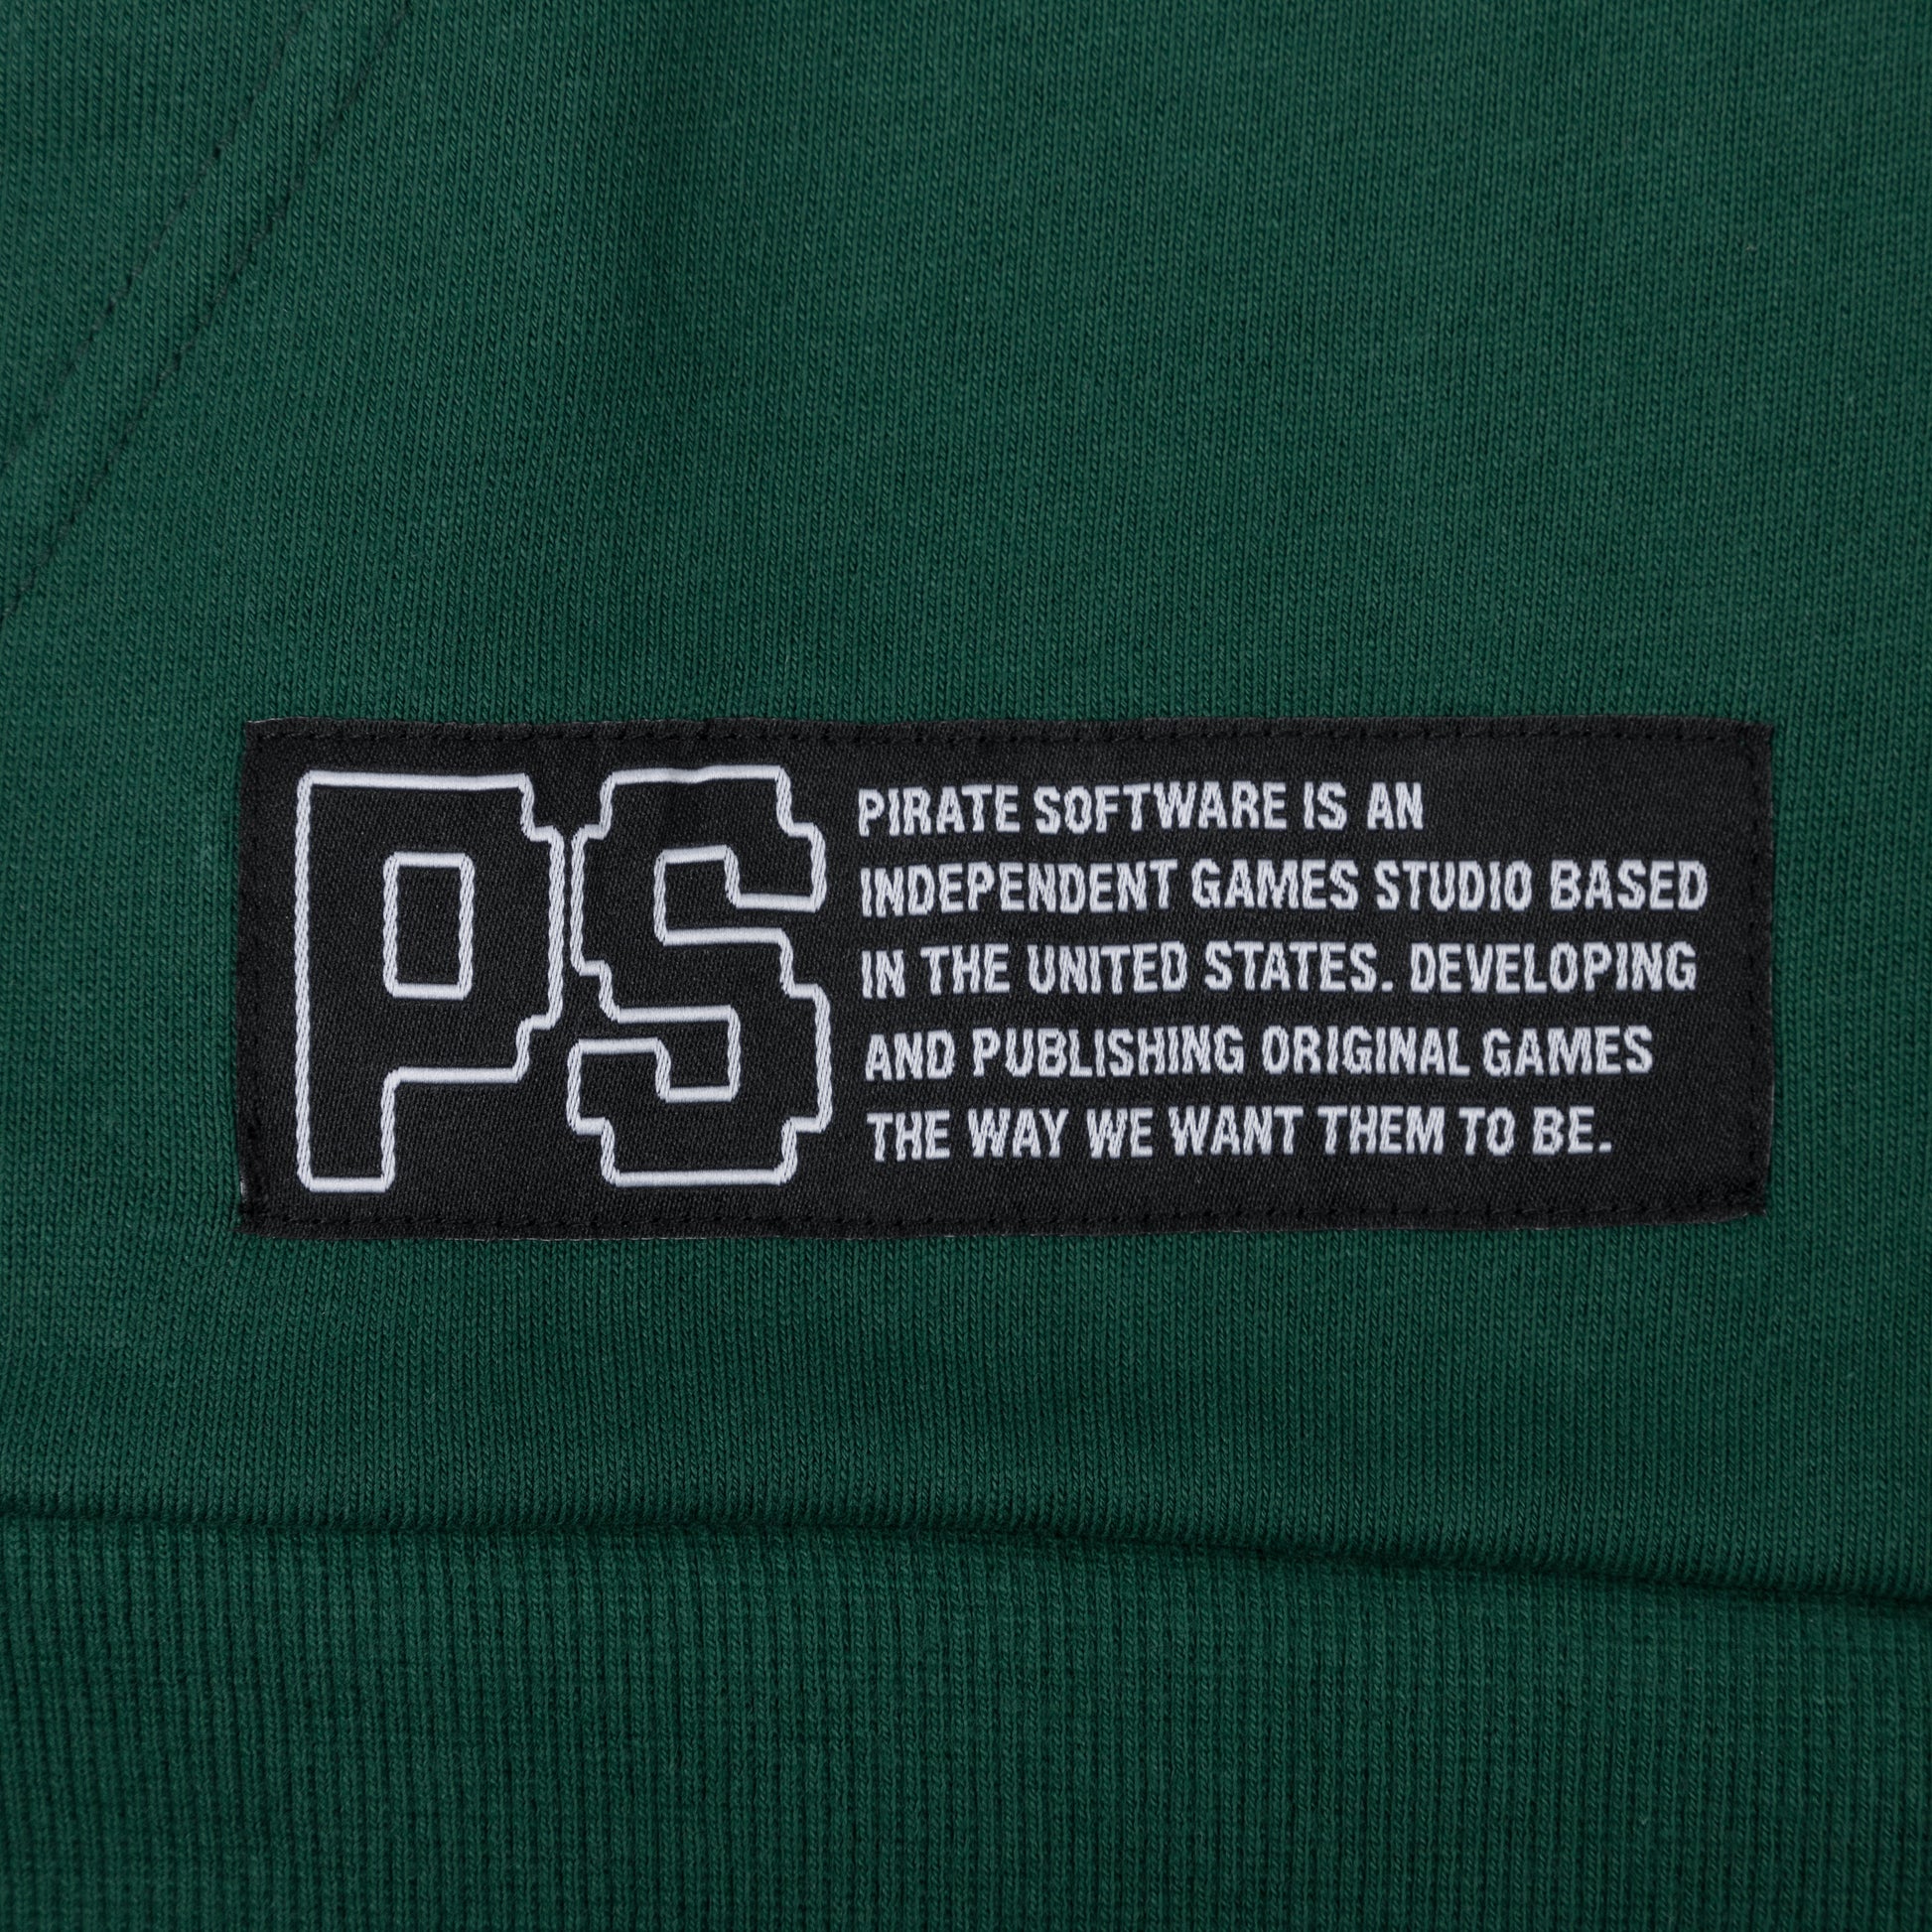 PS
PIRATE SOFTWARE IS AN
INDEPENDENT GAMES STUDIO BASED
IN THE UNITED STATES. DEVELOPING
AND PUBLISHING ORIGINAL GAMES
THE WAY WE WANT THEM TO BE.